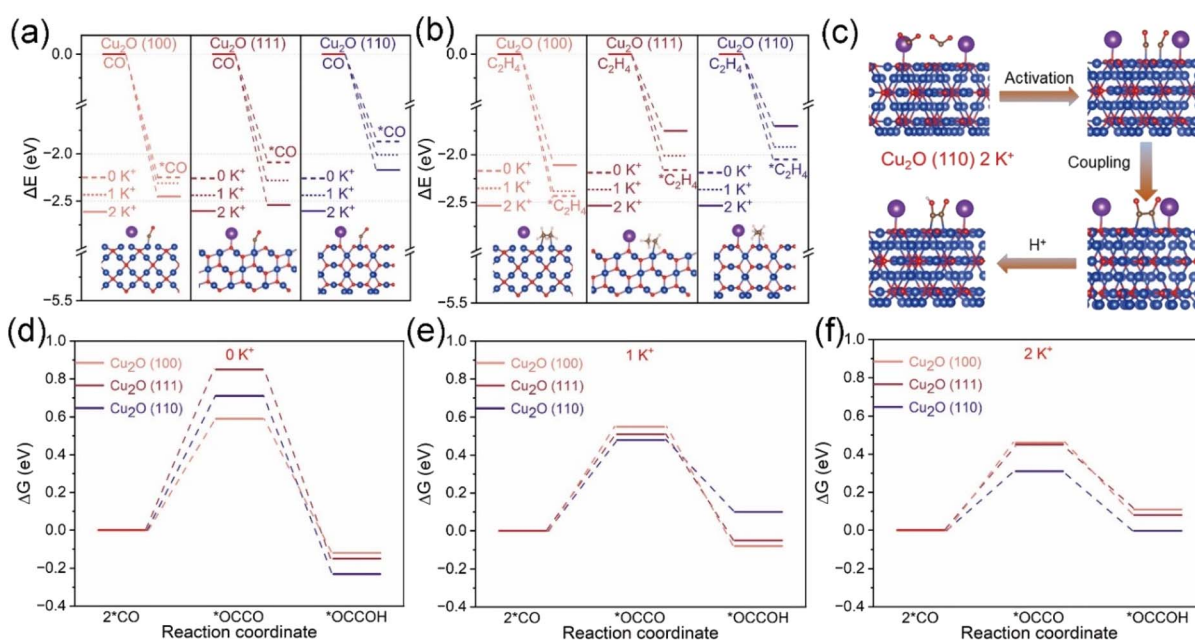 (a)
Cu₂O (100) Cu₂O (111) Cu₂O (110)
CO CO CO
0.0
ΔE (eV)
−2.0
−2.5
−5.5
*CO *CO *CO
0 K⁺ 0 K⁺ 0 K⁺
1 K⁺ 1 K⁺ 1 K⁺
2 K⁺ 2 K⁺ 2 K⁺
(b)
Cu₂O (100) Cu₂O (111) Cu₂O (110)
C₂H₄ C₂H₄ C₂H₄
0.0
ΔE (eV)
−2.0
−2.5
−5.5
0 K⁺ 0 K⁺ 0 K⁺
1 K⁺ 1 K⁺ 1 K⁺
2 K⁺ 2 K⁺ 2 K⁺
*C₂H₄ *C₂H₄ *C₂H₄
(c)
Activation
Cu₂O (110) 2 K⁺
Coupling
H⁺
(d)
0 K⁺
Cu₂O (100)
Cu₂O (111)
Cu₂O (110)
ΔG (eV)
1.0
0.8
0.6
0.4
0.2
0.0
−0.2
−0.4
2*CO *OCCO *OCCOH
Reaction coordinate
(e)
1 K⁺
Cu₂O (100)
Cu₂O (111)
Cu₂O (110)
ΔG (eV)
1.0
0.8
0.6
0.4
0.2
0.0
−0.2
−0.4
2*CO *OCCO *OCCOH
Reaction coordinate
(f)
2 K⁺
Cu₂O (100)
Cu₂O (111)
Cu₂O (110)
ΔG (eV)
1.0
0.8
0.6
0.4
0.2
0.0
−0.2
−0.4
2*CO *OCCO *OCCOH
Reaction coordinate